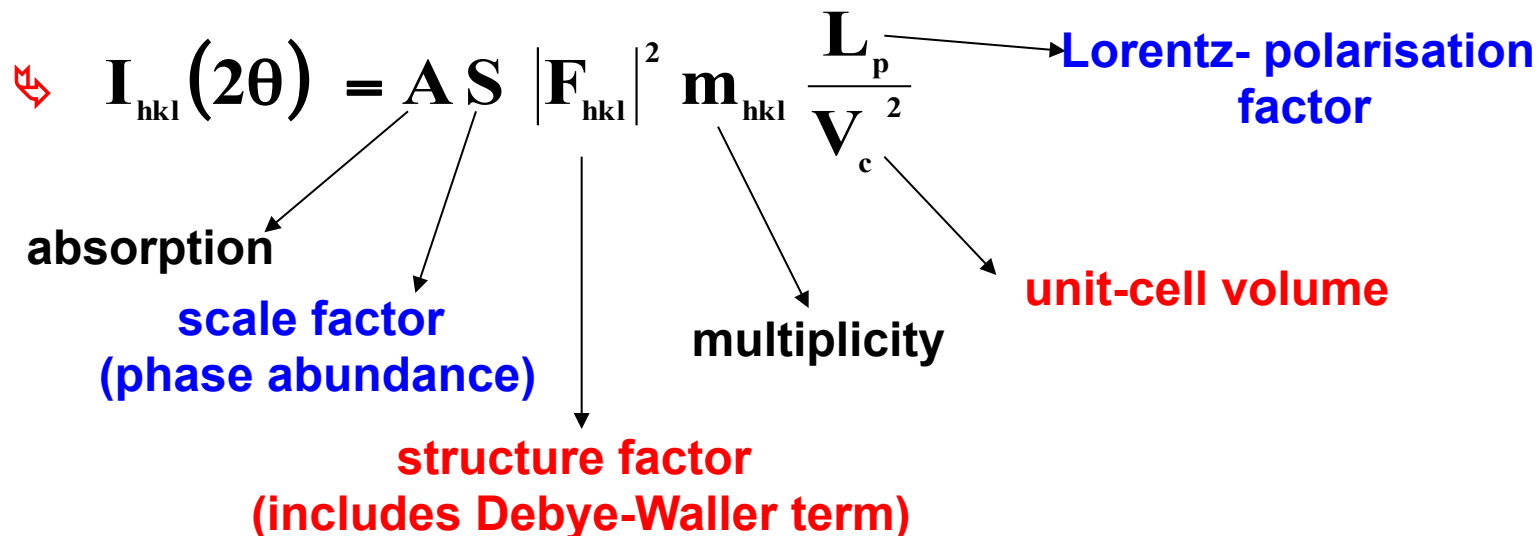 I_hkl(2θ) = A S |F_hkl|² m_hkl L_p / V_c²
Lorentz- polarisation
factor
absorption
scale factor
(phase abundance)
structure factor
(includes Debye-Waller term)
multiplicity
unit-cell volume